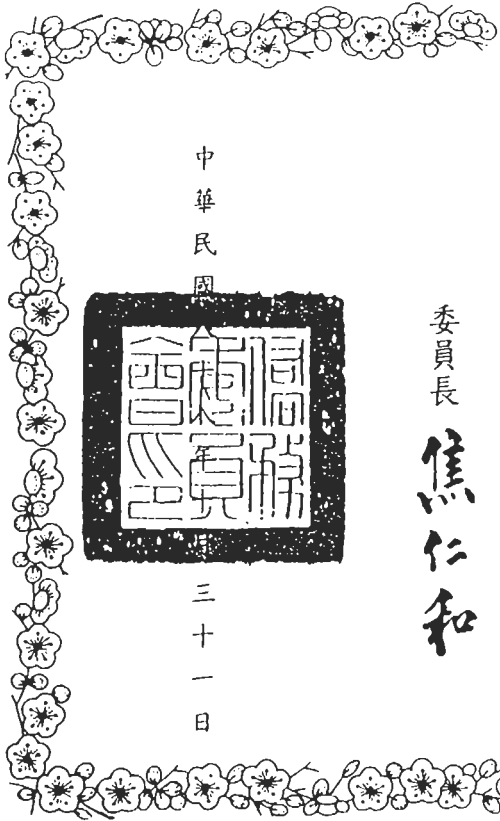 委員長 焦仁和
僑務
委員
會印
中華民國八 年 月三十一日